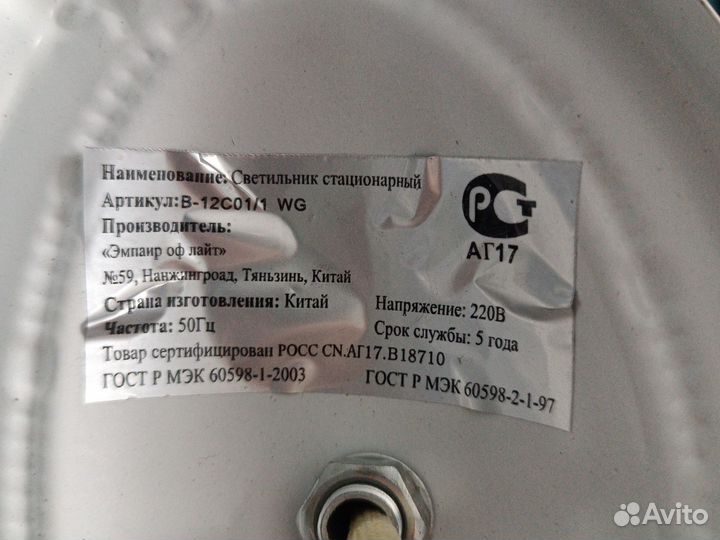 Наименование: Светильник стационарный
Артикул:B-12C01/1 WG
Производитель:
«Эмпаир оф лайт»
№59, Нанжингроад, Тяньзинь, Китай
Страна изготовления: Китай
Частота: 50Гц
Товар сертифицирован РОСС CN.АГ17.В18710
ГОСТ Р МЭК 60598-1-2003
РСТ
АГ17
Напряжение: 220В
Срок службы: 5 года
ГОСТ Р МЭК 60598-2-1-97
Avito